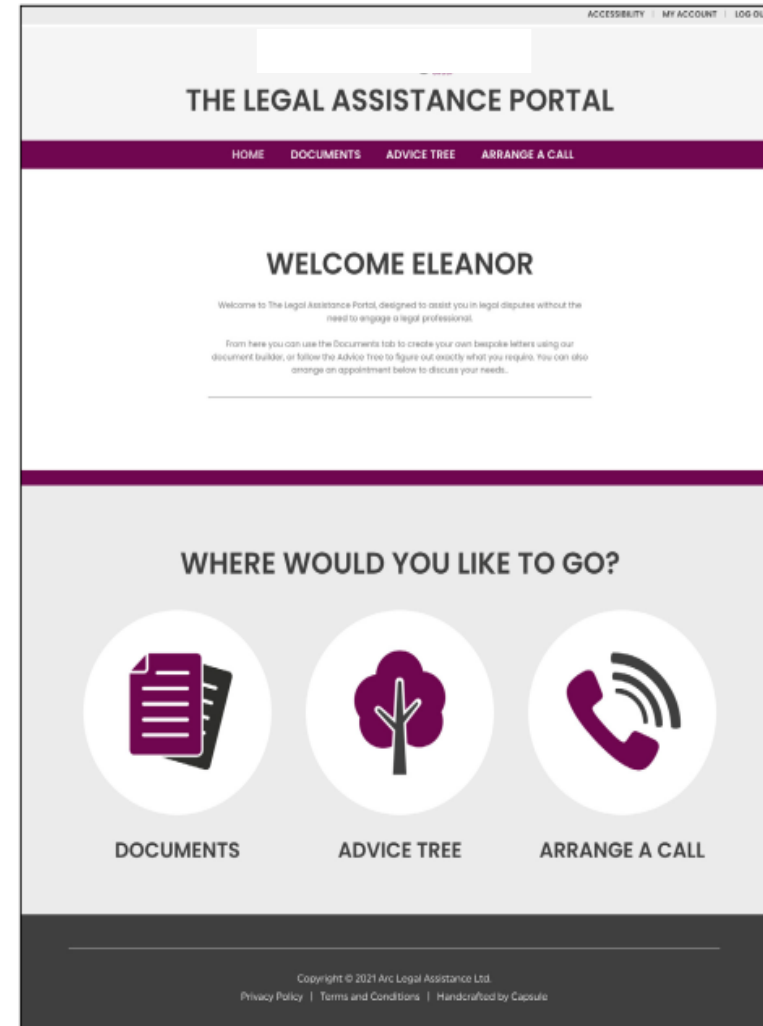 ACCESSIBILITY | MY ACCOUNT | LOG OU
THE LEGAL ASSISTANCE PORTAL
HOME DOCUMENTS ADVICE TREE ARRANGE A CALL
WELCOME ELEANOR
Welcome to The Legal Assistance Portal, designed to assist you in legal disputes without the
need to engage a legal professional.
From here you can use the Documents tab to create your own bespoke letters using our
document builder, or follow the Advice Tree to figure out exactly what you require. You can also
arrange an appointment below to discuss your needs..
WHERE WOULD YOU LIKE TO GO?
DOCUMENTS ADVICE TREE ARRANGE A CALL
Copyright © 2021 Arc Legal Assistance Ltd.
Privacy Policy | Terms and Conditions | Handcrafted by Capsule